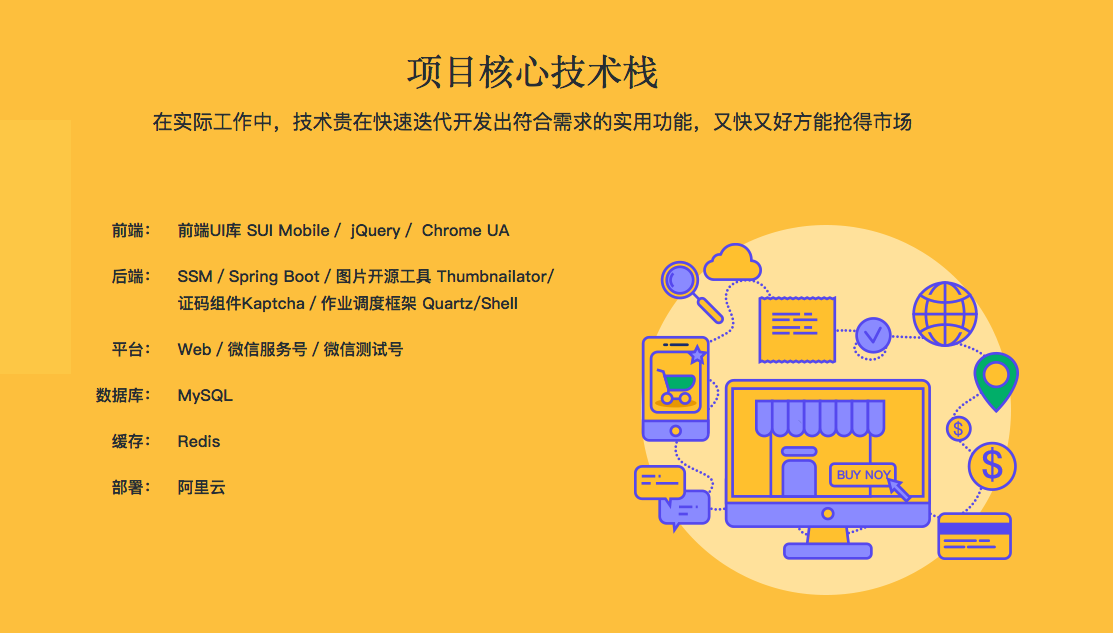 项目核心技术栈
在实际工作中，技术贵在快速迭代开发出符合需求的实用功能，又快又好方能抢得市场
前端： 前端UI库 SUI Mobile / jQuery / Chrome UA
后端： SSM / Spring Boot / 图片开源工具 Thumbnailator/
证码组件Kaptcha / 作业调度框架 Quartz/Shell
平台： Web / 微信服务号 / 微信测试号
数据库： MySQL
缓存： Redis
部署： 阿里云
$
$
BUY NOY